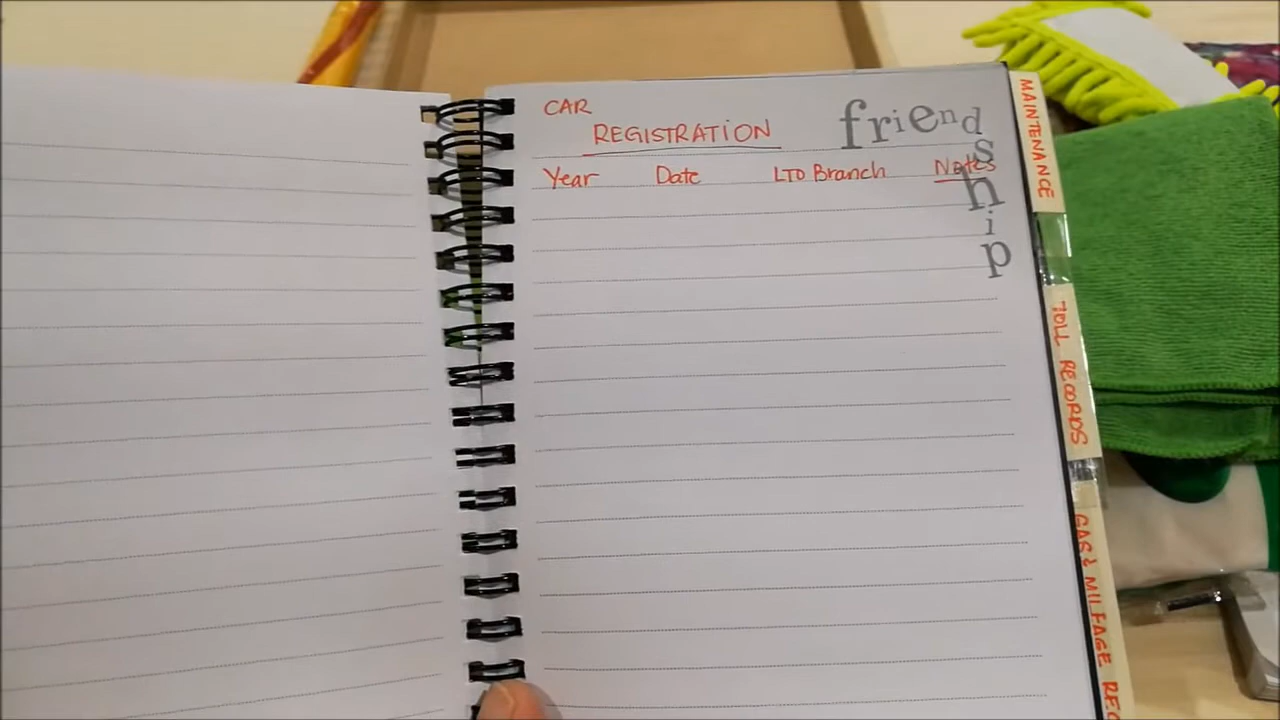 CAR
REGISTRATION
friendship
Year Date LTO Branch Notes
MAINTENANCE
TOLL RECORDS
GAS & MILEAGE REC